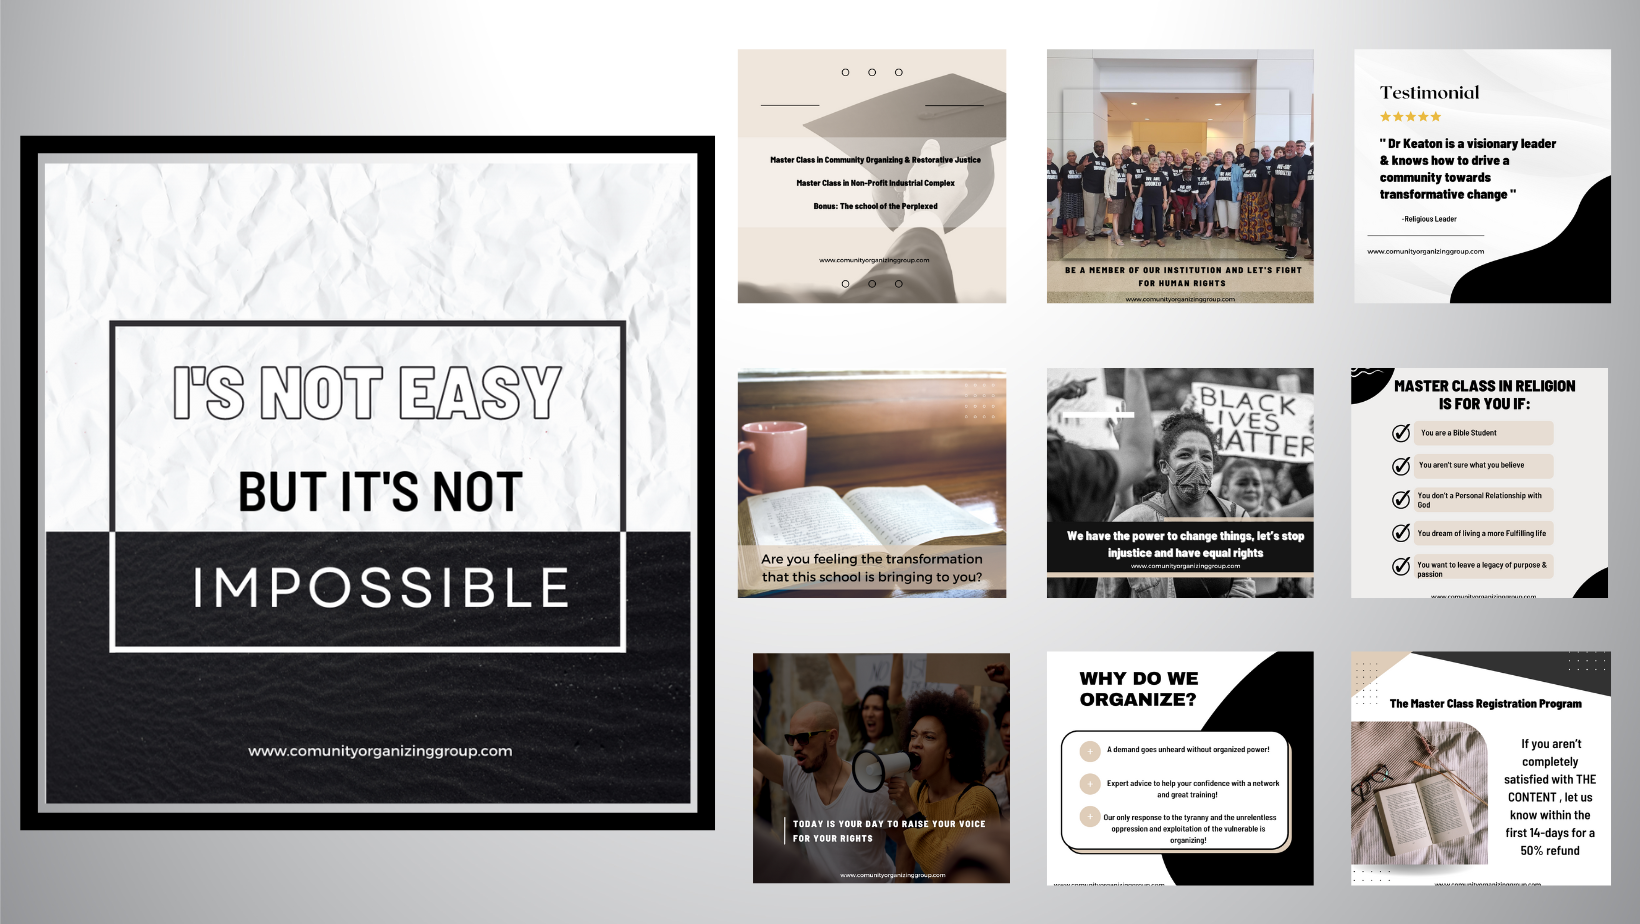 I'S NOT EASY
BUT IT'S NOT
IMPOSSIBLE
www.comunityorganizinggroup.com
Master Class in Community Organizing & Restorative Justice
Master Class in Non-Profit Industrial Complex
Bonus: The school of the Perplexed
www.comunityorganizinggroup.com
BE A MEMBER OF OUR INSTITUTION AND LET'S FIGHT
FOR HUMAN RIGHTS
www.comunityorganizinggroup.com
Testimonial
" Dr Keaton is a visionary leader
& knows how to drive a
community towards
transformative change "
-Religious Leader
www.comunityorganizinggroup.com
Are you feeling the transformation
that this school is bringing to you?
BLACK
LIVES
MATTER
We have the power to change things, let's stop
injustice and have equal rights
www.comunityorganizinggroup.com
MASTER CLASS IN RELIGION
IS FOR YOU IF:
You are a Bible Student
You aren't sure what you believe
You don't a Personal Relationship with
God
You dream of living a more Fulfilling life
You want to leave a legacy of purpose &
passion
www.comunityorganizinggroup.com
TODAY IS YOUR DAY TO RAISE YOUR VOICE
FOR YOUR RIGHTS
www.comunityorganizinggroup.com
WHY DO WE
ORGANIZE?
A demand goes unheard without organized power!
Expert advice to help your confidence with a network
and great training!
Our only response to the tyranny and the unrelentless
oppression and exploitation of the vulnerable is
organizing!
www.comunityorganizinggroup.com
The Master Class Registration Program
If you aren't
completely
satisfied with THE
CONTENT , let us
know within the
first 14-days for a
50% refund
www.comunityorganizinggroup.com